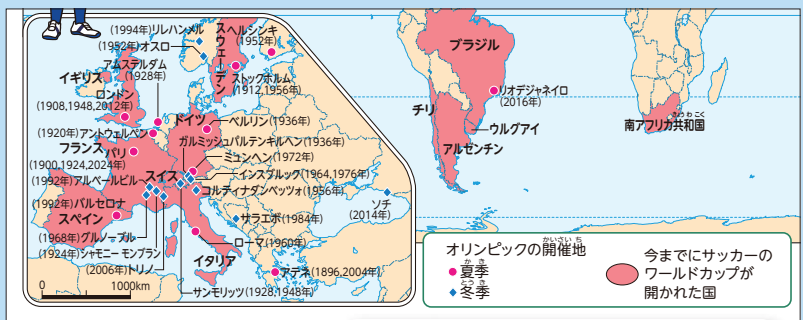 (1994年)リレハンメル
(1952年)オスロ
スウェーデン
ヘルシンキ
(1952年)
アムステルダム
(1928年)
ストックホルム
(1912,1956年)
イギリス
ロンドン
(1908,1948,2012年)
ドイツ
ベルリン(1936年)
(1920年)アントウェルペン
ガルミッシュパルテンキルヘン(1936年)
フランス
パリ
(1900,1924,2024年)
ミュンヘン(1972年)
スイス
インスブルック(1964,1976年)
(1992年)アルベールビル
コルティナダンペッツォ(1956年)
(1992年)バルセロナ
スペイン
サラエボ(1984年)
(1968年)グルノーブル
ローマ(1960年)
(1924年)シャモニー モンブラン
イタリア
(2006年)トリノ
アテネ(1896,2004年)
サンモリッツ(1928,1948年)
0 1000km
ソチ
(2014年)
ブラジル
リオデジャネイロ
(2016年)
チリ
ウルグアイ
アルゼンチン
きょうわこく
南アフリカ共和国
かいさいち
オリンピックの開催地
かき
夏季
とうき
冬季
今までにサッカーの
ワールドカップが
開かれた国